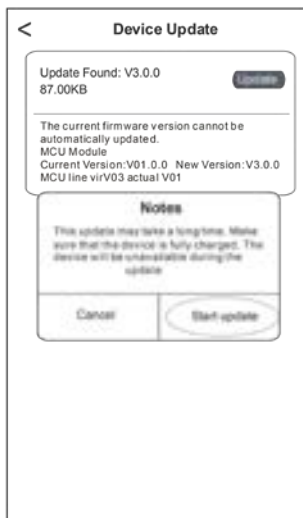 < Device Update
Update Found: V3.0.0
87.00KB
Update
The current firmware version cannot be
automatically updated.
MCU Module
Current Version:V01.0.0 New Version:V3.0.0
MCU line virV03 actual V01
Notes
This update may take a long time. Make
sure that the device is fully charged. The
device will be unavailable during the
update
Cancel
Start update